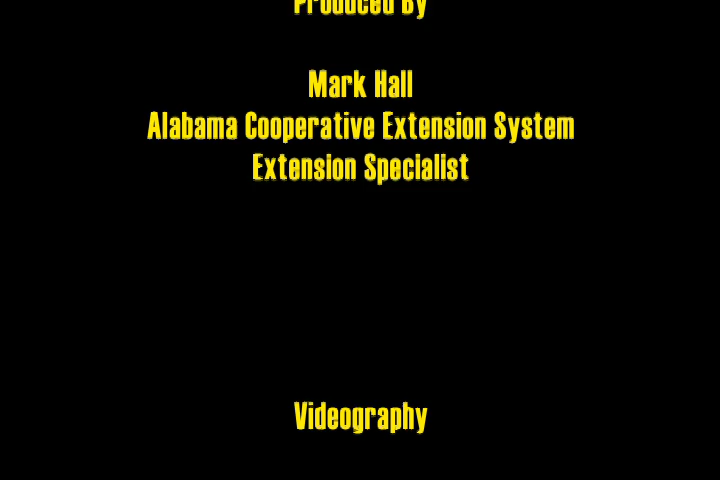 Produced By
Mark Hall
Alabama Cooperative Extension System
Extension Specialist
Videography